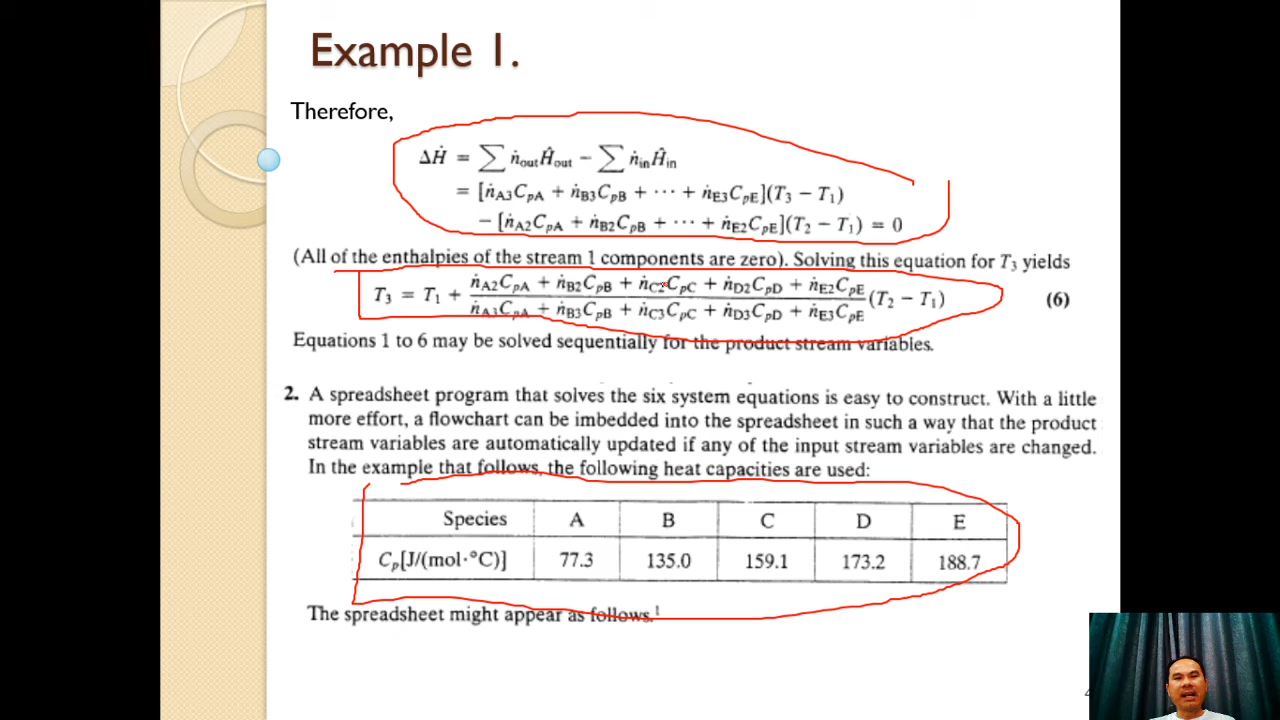 Example 1.
Therefore,
ΔḢ = ∑ ṅout Ĥout − ∑ ṅin Ĥin
= [ṅA3CpA + ṅB3CpB + ⋯ + ṅE3CpE](T3 − T1)
− [ṅA2CpA + ṅB2CpB + ⋯ + ṅE2CpE](T2 − T1) = 0
(All of the enthalpies of the stream 1 components are zero). Solving this equation for T3 yields
T3 = T1 + (ṅA2CpA + ṅB2CpB + ṅC2CpC + ṅD2CpD + ṅE2CpE) / (ṅA3CpA + ṅB3CpB + ṅC3CpC + ṅD3CpD + ṅE3CpE) (T2 − T1) (6)
Equations 1 to 6 may be solved sequentially for the product stream variables.
2. A spreadsheet program that solves the six system equations is easy to construct. With a little
more effort, a flowchart can be imbedded into the spreadsheet in such a way that the product
stream variables are automatically updated if any of the input stream variables are changed.
In the example that follows, the following heat capacities are used:
Species A B C D E
Cp[J/(mol·°C)] 77.3 135.0 159.1 173.2 188.7
The spreadsheet might appear as follows.¹